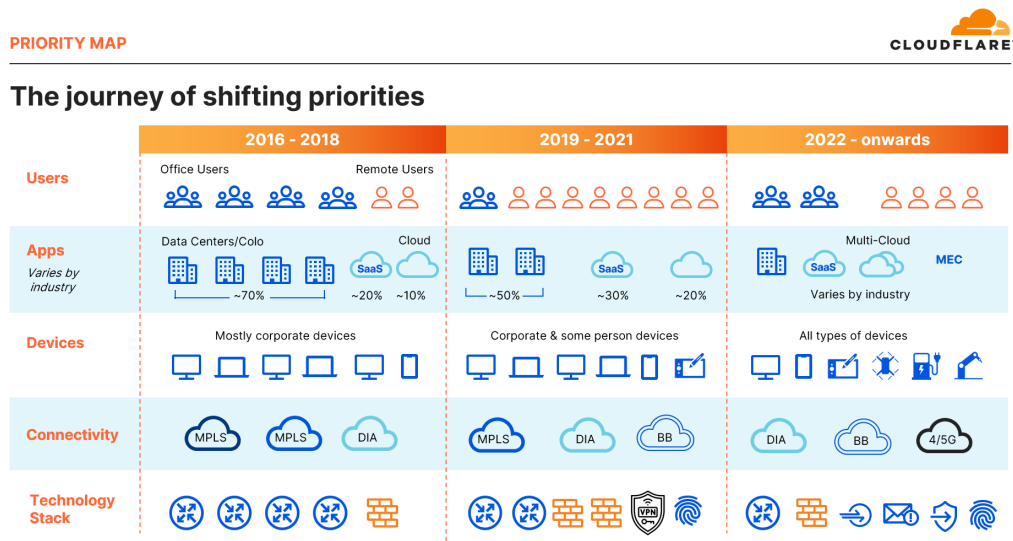 PRIORITY MAP
CLOUDFLARE
The journey of shifting priorities
2016 - 2018
2019 - 2021
2022 - onwards
Users
Office Users
Remote Users
Apps
Varies by
industry
Data Centers/Colo
Cloud
SaaS
~70%
~20%
~10%
SaaS
~50%
~30%
~20%
Multi-Cloud
SaaS
MEC
Varies by industry
Devices
Mostly corporate devices
Corporate & some person devices
All types of devices
Connectivity
MPLS
MPLS
DIA
MPLS
DIA
BB
DIA
BB
4/5G
Technology
Stack
VPN